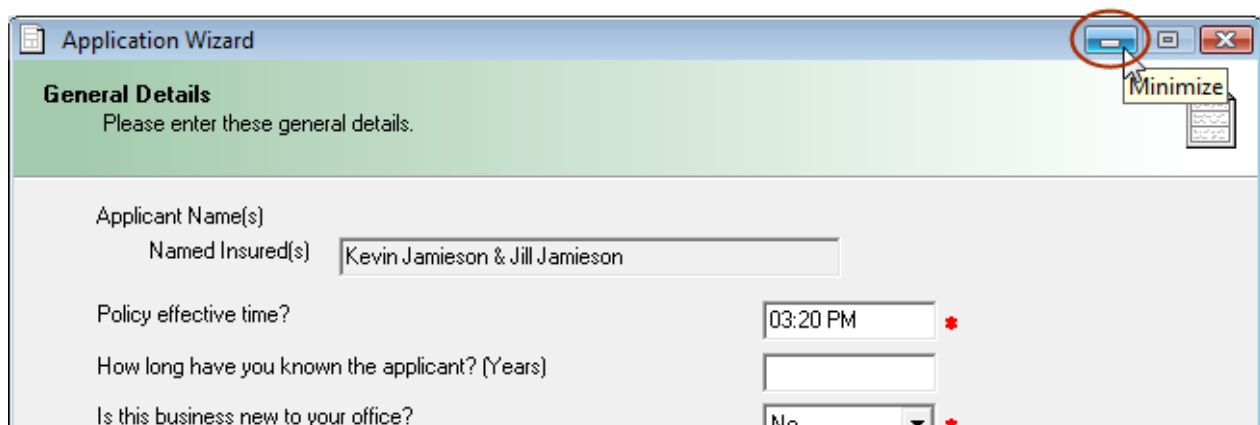 Application Wizard
General Details
Minimize
Please enter these general details.
Applicant Name(s)
Named Insured(s) Kevin Jamieson & Jill Jamieson
Policy effective time? 03:20 PM *
How long have you known the applicant? (Years)
Is this business new to your office? No *